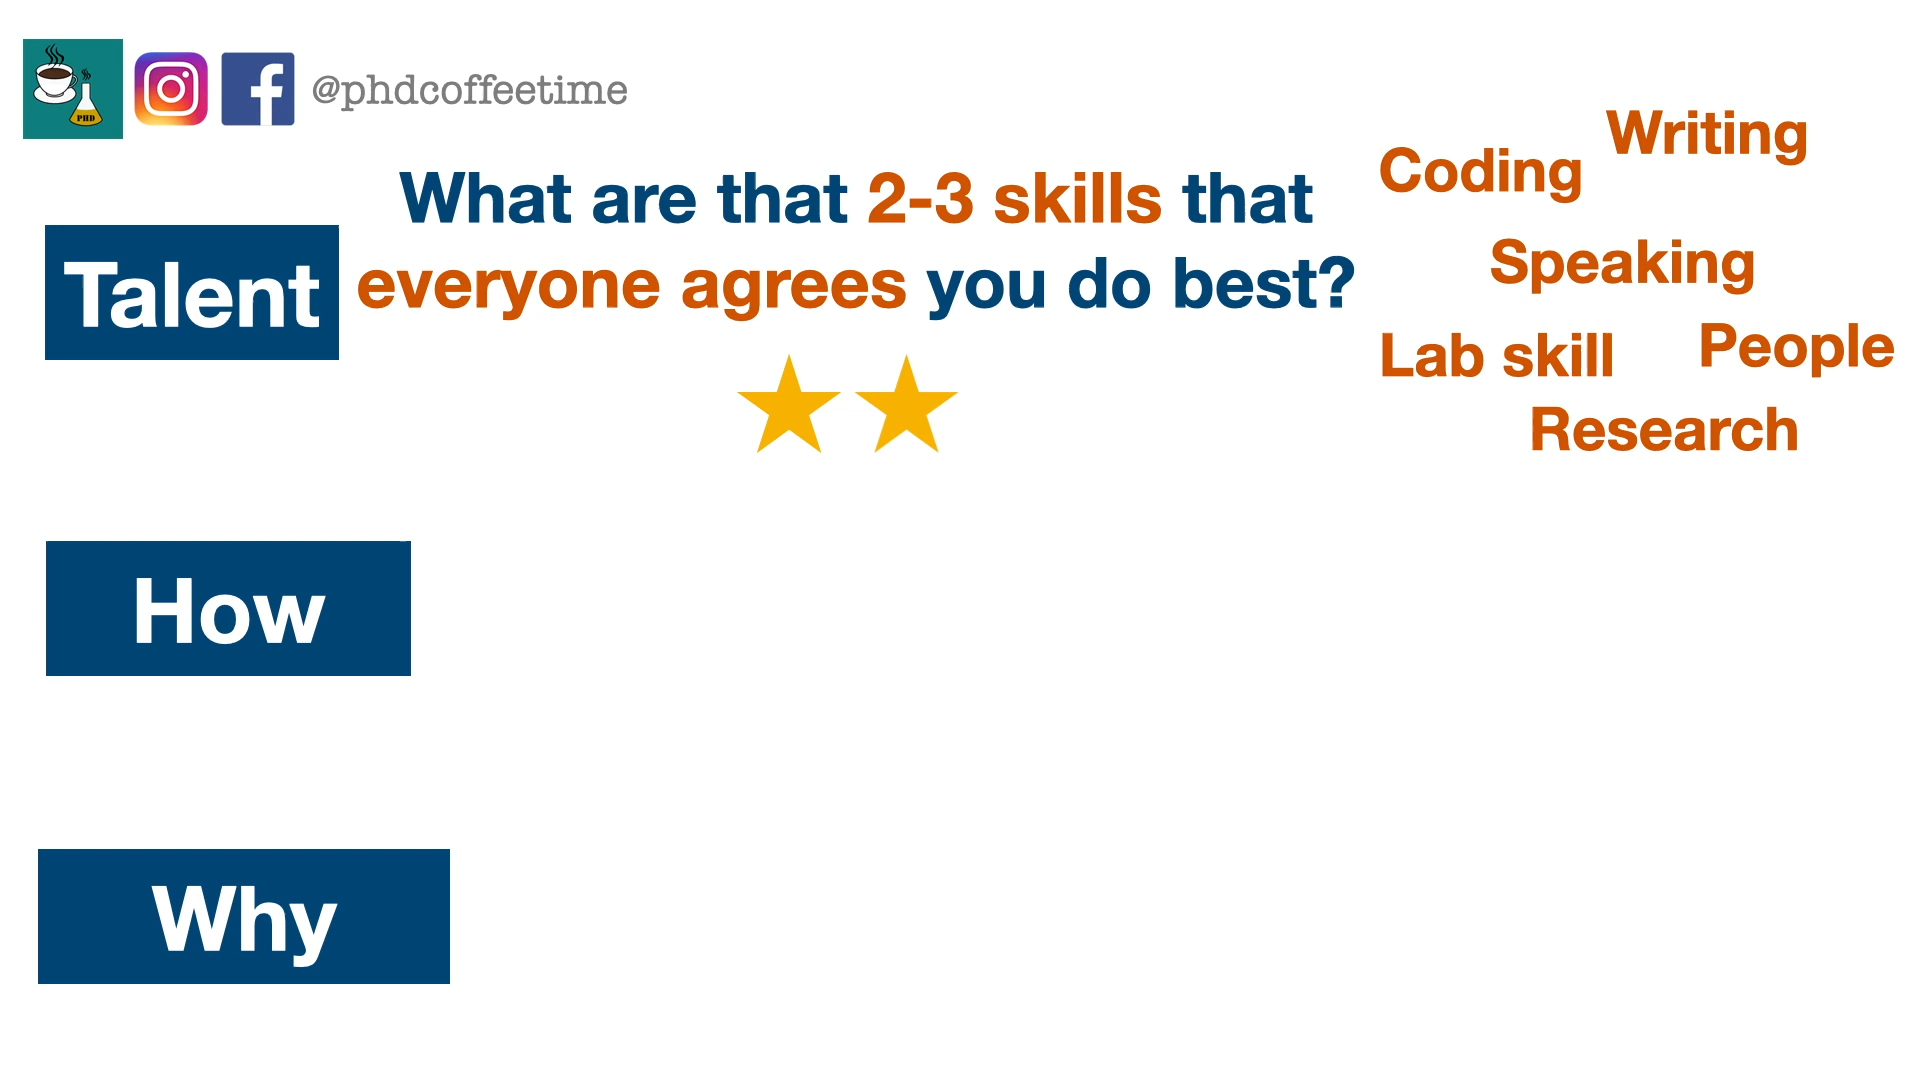 PHD
@phdcoffeetime
Talent
What are that 2-3 skills that
everyone agrees you do best?
Coding
Writing
Speaking
Lab skill
People
Research
How
Why